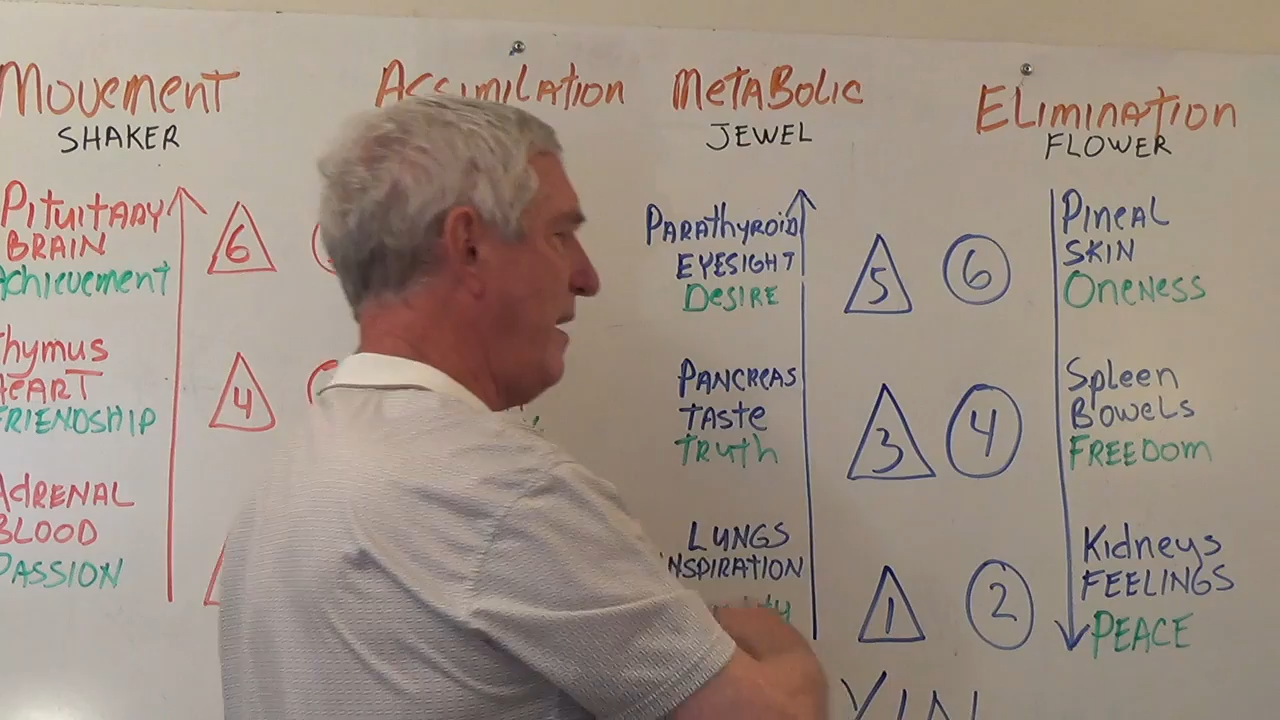 Movement
SHAKER
Pituitary
BRAIN
Achievement
6
Thymus
HEART
FRIENDSHIP
4
AdRENAL
BLOOD
PASSION
Assimilation
MetaBolic
JEWEL
Parathyroid
EYESIGHT
DesiRE
5
6
PANCREAS
TASTE
TRuth
3
4
LUNGS
INSPIRATION
1
2
YIN
ELimination
FLOWER
PineaL
SKIN
ONENESS
Spleen
BoweLs
FREEDOM
Kidneys
FEELINGS
PEACE